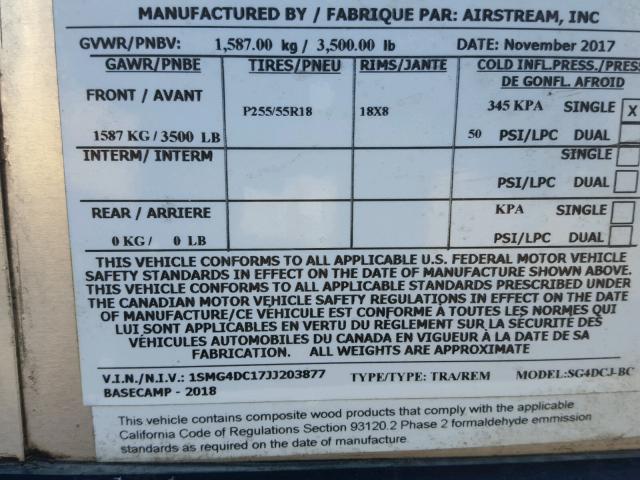 MANUFACTURED BY / FABRIQUE PAR: AIRSTREAM, INC
GVWR/PNBV: 1,587.00 kg / 3,500.00 lb DATE: November 2017
GAWR/PNBE TIRES/PNEU RIMS/JANTE COLD INFL.PRESS./PRESS
DE GONFL. AFROID
FRONT / AVANT P255/55R18 18X8 345 KPA SINGLE X
1587 KG / 3500 LB 50 PSI/LPC DUAL
INTERM/ INTERM SINGLE
PSI/LPC DUAL
REAR / ARRIERE KPA SINGLE
0 KG / 0 LB PSI/LPC DUAL
THIS VEHICLE CONFORMS TO ALL APPLICABLE U.S. FEDERAL MOTOR VEHICLE
SAFETY STANDARDS IN EFFECT ON THE DATE OF MANUFACTURE SHOWN ABOVE.
THIS VEHICLE CONFORMS TO ALL APPLICABLE STANDARDS PRESCRIBED UNDER
THE CANADIAN MOTOR VEHICLE SAFETY REGULATIONS IN EFFECT ON THE DATE
OF MANUFACTURE/CE VÉHICULE EST CONFORME À TOUTES LES NORMES QUI
LUI SONT APPLICABLES EN VERTU DU RÈGLEMENT SUR LA SÉCURITÉ DES
VÉHICULES AUTOMOBILES DU CANADA EN VIGUEUR À LA DATE DE SA
FABRICATION. ALL WEIGHTS ARE APPROXIMATE
V.I.N./N.I.V.: 1SMG4DC17JJ203877 TYPE/TYPE: TRA/REM MODEL:SG4DCJ-BC
BASECAMP - 2018
This vehicle contains composite wood products that comply with the applicable
California Code of Regulations Section 93120.2 Phase 2 formaldehyde emmission
standards as required on the date of manufacture.